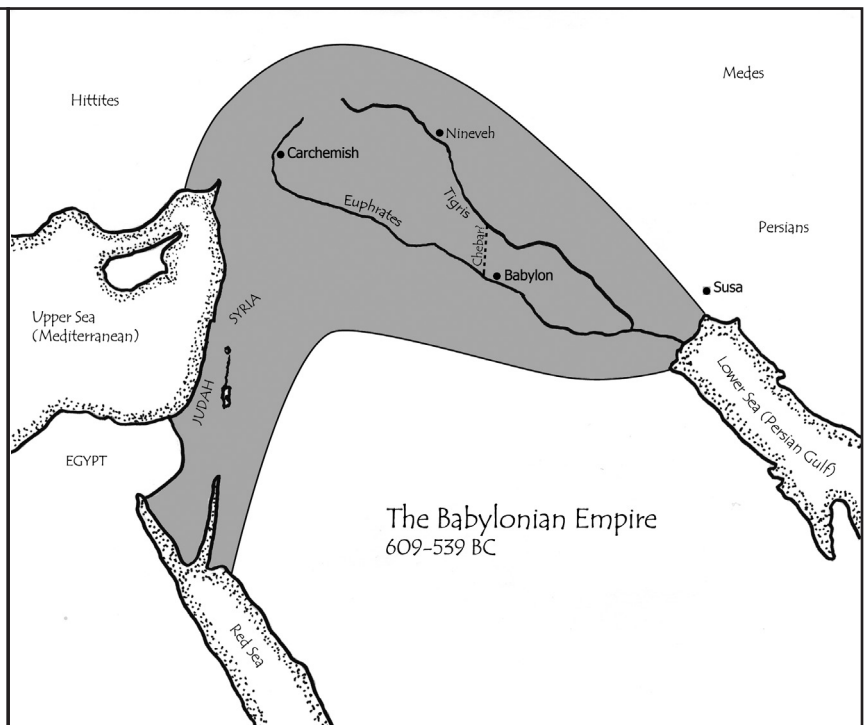 Medes
Hittites
Nineveh
Carchemish
Tigris
Euphrates
Persians
Chebar?
Babylon
Susa
SYRIA
Upper Sea
(Mediterranean)
Lower Sea (Persian Gulf)
JUDAH
EGYPT
The Babylonian Empire
609-539 BC
Red Sea